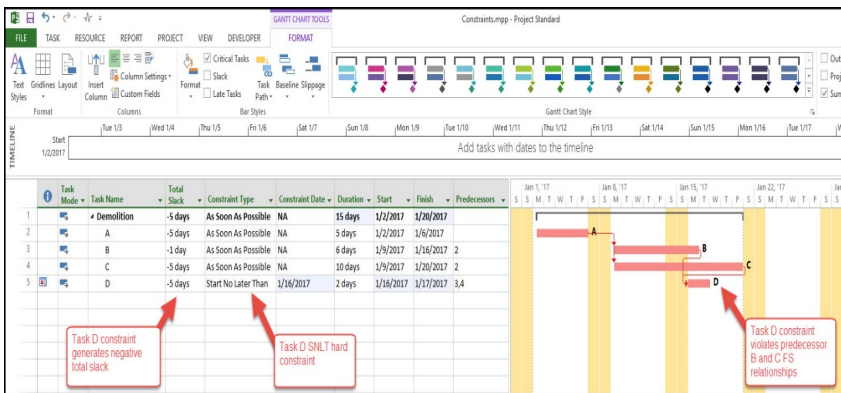 GANTT CHART TOOLS
Constraints.mpp - Project Standard
FILE TASK RESOURCE REPORT PROJECT VIEW DEVELOPER FORMAT
Text Styles
Gridlines
Layout
Insert Column
Column Settings
Custom Fields
Format
Critical Tasks
Slack
Late Tasks
Task Path
Baseline
Slippage
Format Columns Bar Styles Gantt Chart Style
TIMELINE
Tue 1/3 Wed 1/4 Thu 1/5 Fri 1/6 Sat 1/7 Sun 1/8 Mon 1/9 Tue 1/10 Wed 1/11 Thu 1/12 Fri 1/13 Sat 1/14 Sun 1/15 Mon 1/16 Tue 1/17
Start
1/2/2017
Add tasks with dates to the timeline
Task Mode Task Name Total Slack Constraint Type Constraint Date Duration Start Finish Predecessors
1 Demolition -5 days As Soon As Possible NA 15 days 1/2/2017 1/20/2017
2 A -5 days As Soon As Possible NA 5 days 1/2/2017 1/6/2017
3 B -1 day As Soon As Possible NA 6 days 1/9/2017 1/16/2017 2
4 C -5 days As Soon As Possible NA 10 days 1/9/2017 1/20/2017 2
5 D -5 days Start No Later Than 1/16/2017 2 days 1/16/2017 1/17/2017 3,4
Jan 1, '17 Jan 8, '17 Jan 15, '17 Jan 22, '17
S S M T W T F S S M T W T F S S M T W T F S S M T W T F S S
A
B
C
D
Task D constraint
generates negative
total slack
Task D SNLT hard
constraint
Task D constraint
violates predecessor
B and C FS
relationships